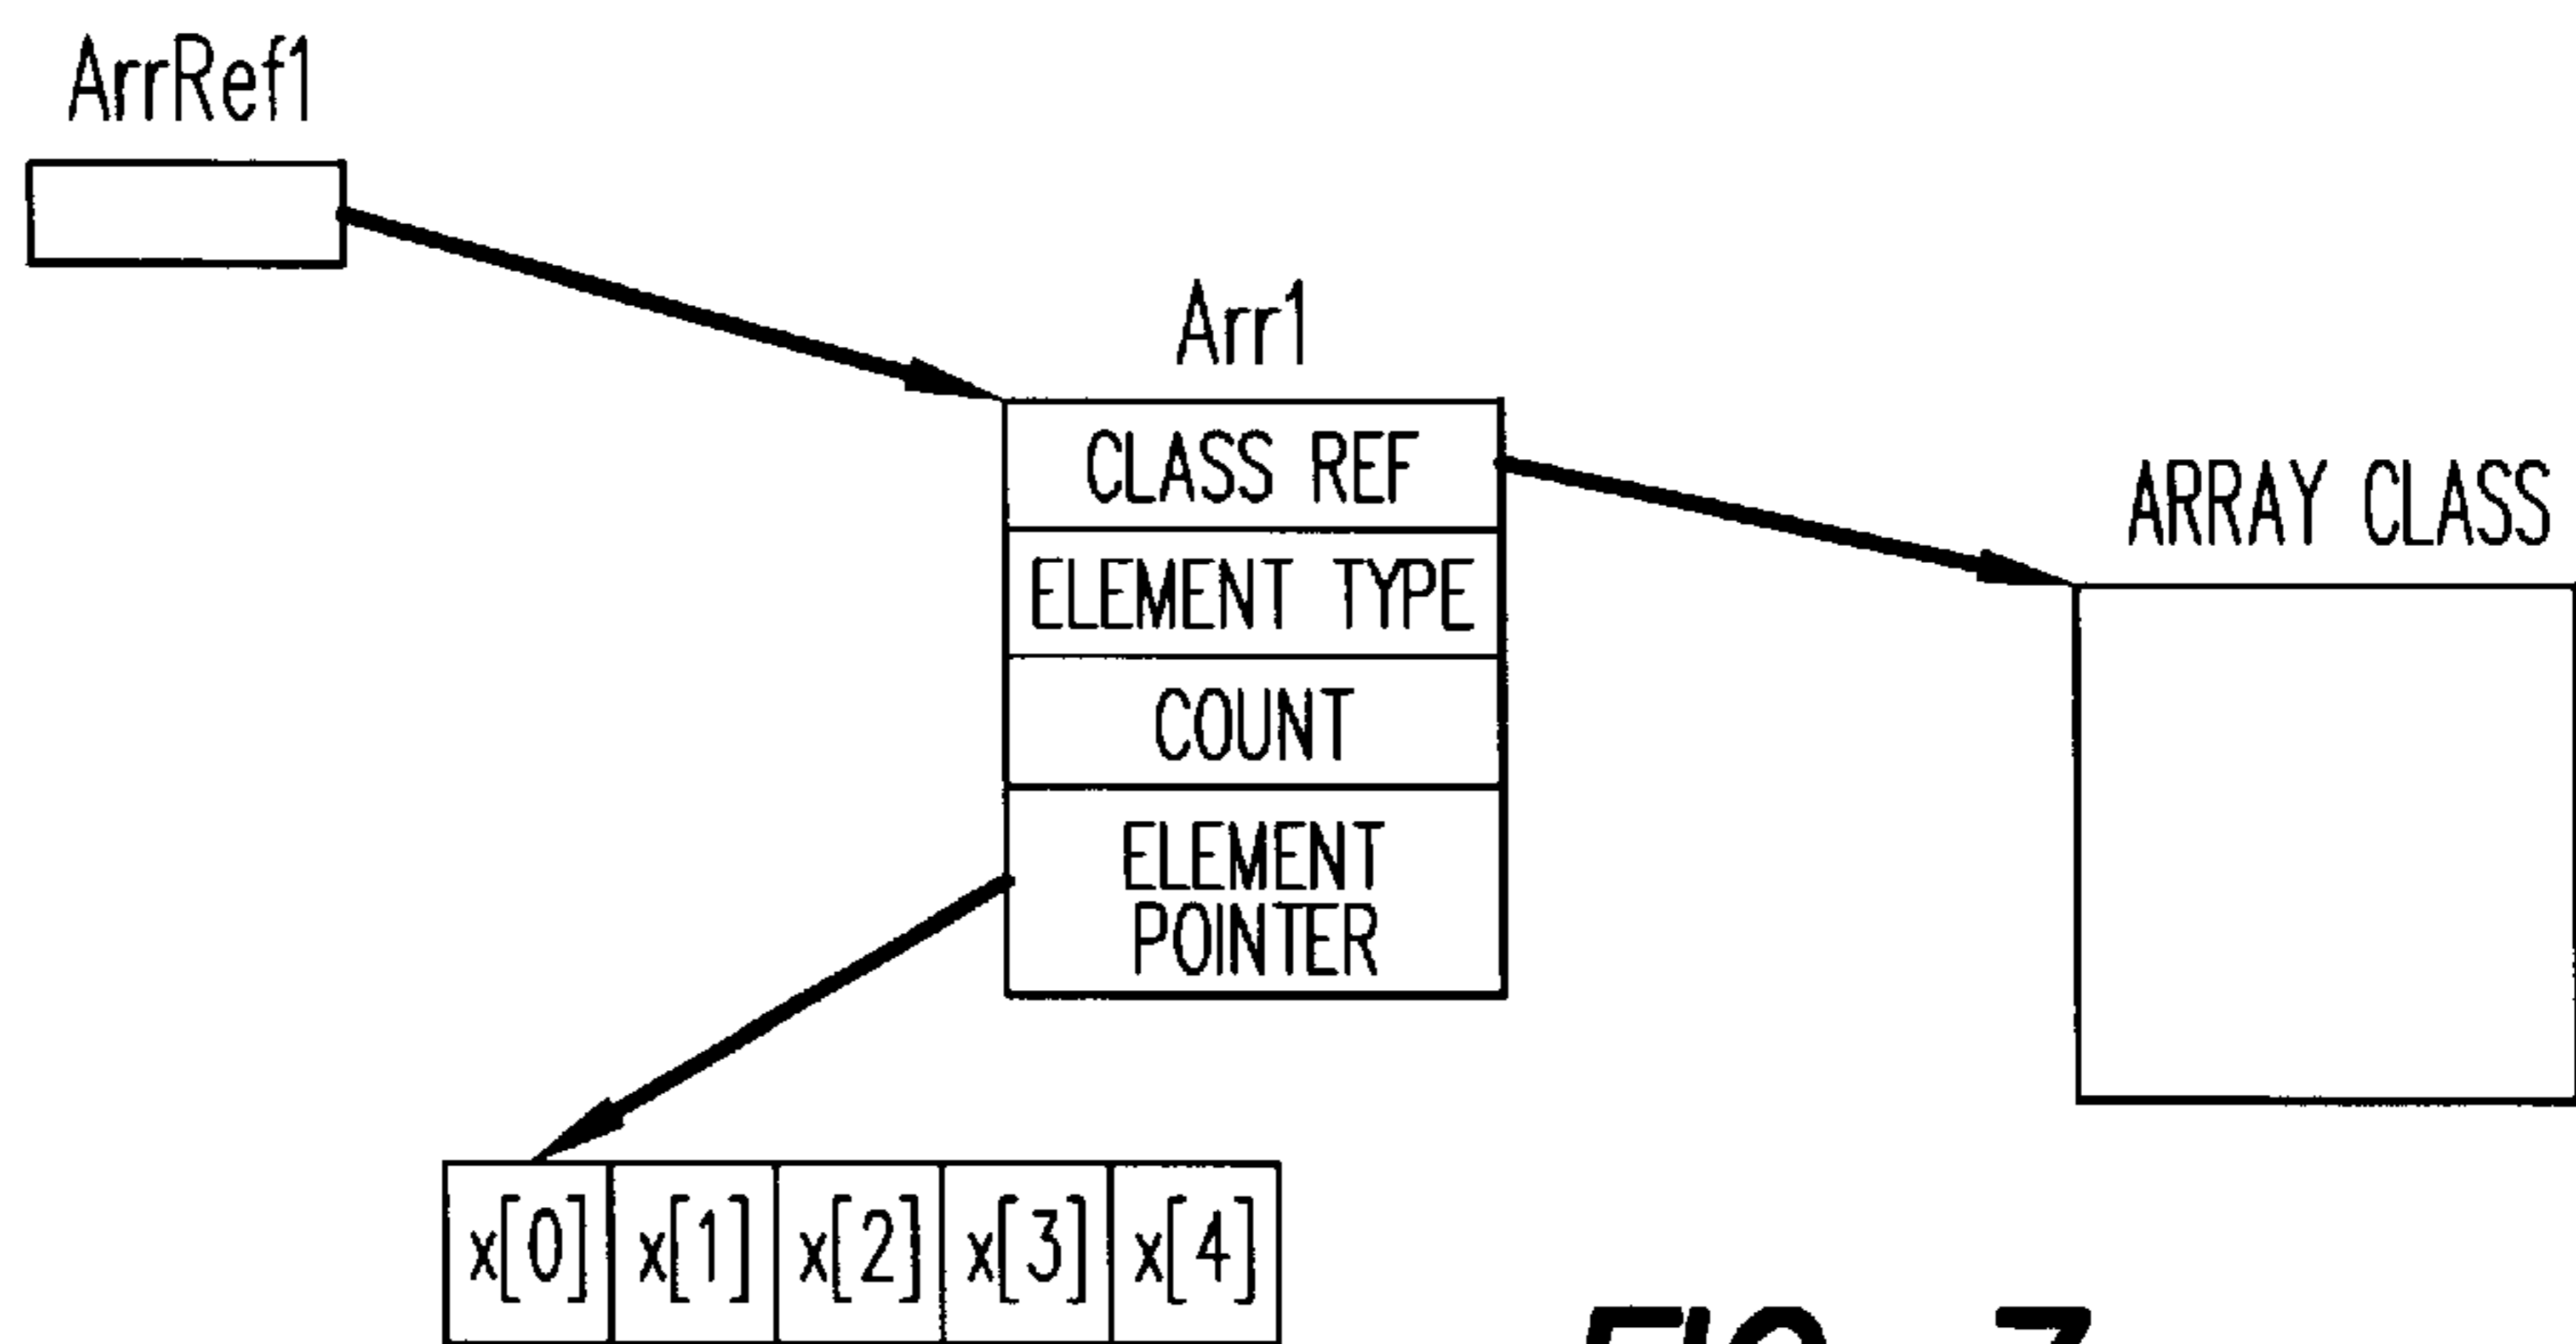 ArrRef1
Arr1
CLASS REF
ARRAY CLASS
ELEMENT TYPE
COUNT
ELEMENT
POINTER
x[0] x[1] x[2] x[3] x[4]